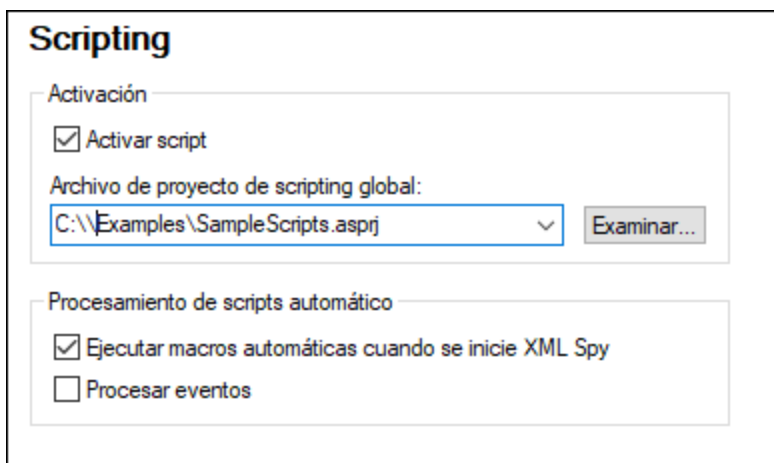 Scripting
Activación
Activar script
Archivo de proyecto de scripting global:
C:\\Examples\SampleScripts.asprj
Examinar...
Procesamiento de scripts automático
Ejecutar macros automáticas cuando se inicie XML Spy
Procesar eventos